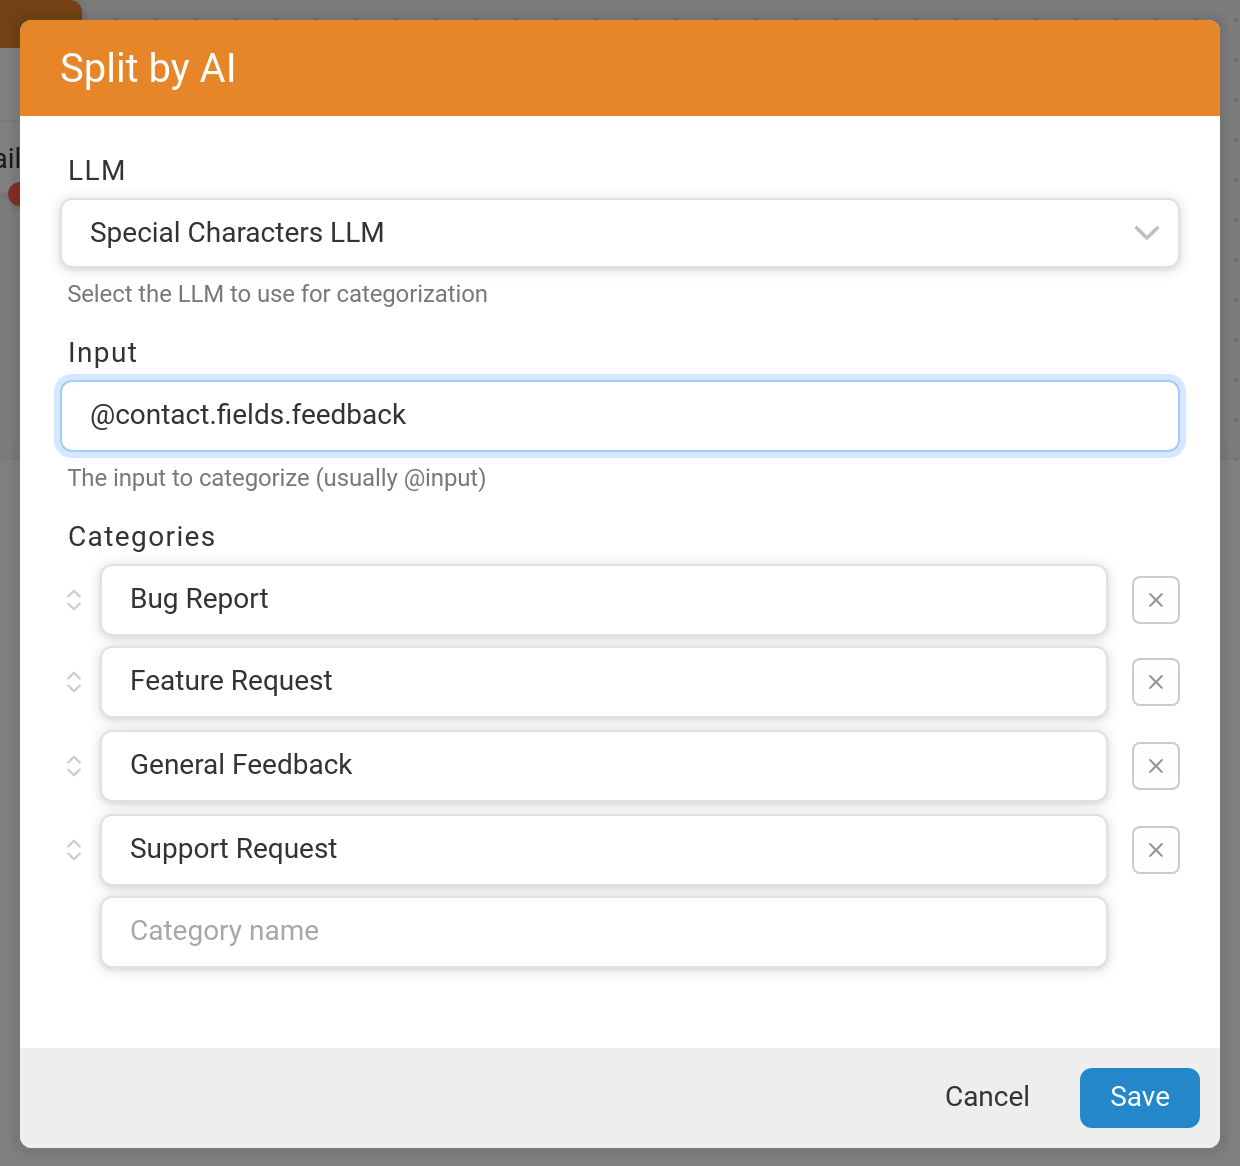 Split by AI
ail
LLM
Special Characters LLM
Select the LLM to use for categorization
Input
@contact.fields.feedback
The input to categorize (usually @input)
Categories
Bug Report
Feature Request
General Feedback
Support Request
Category name
Cancel
Save